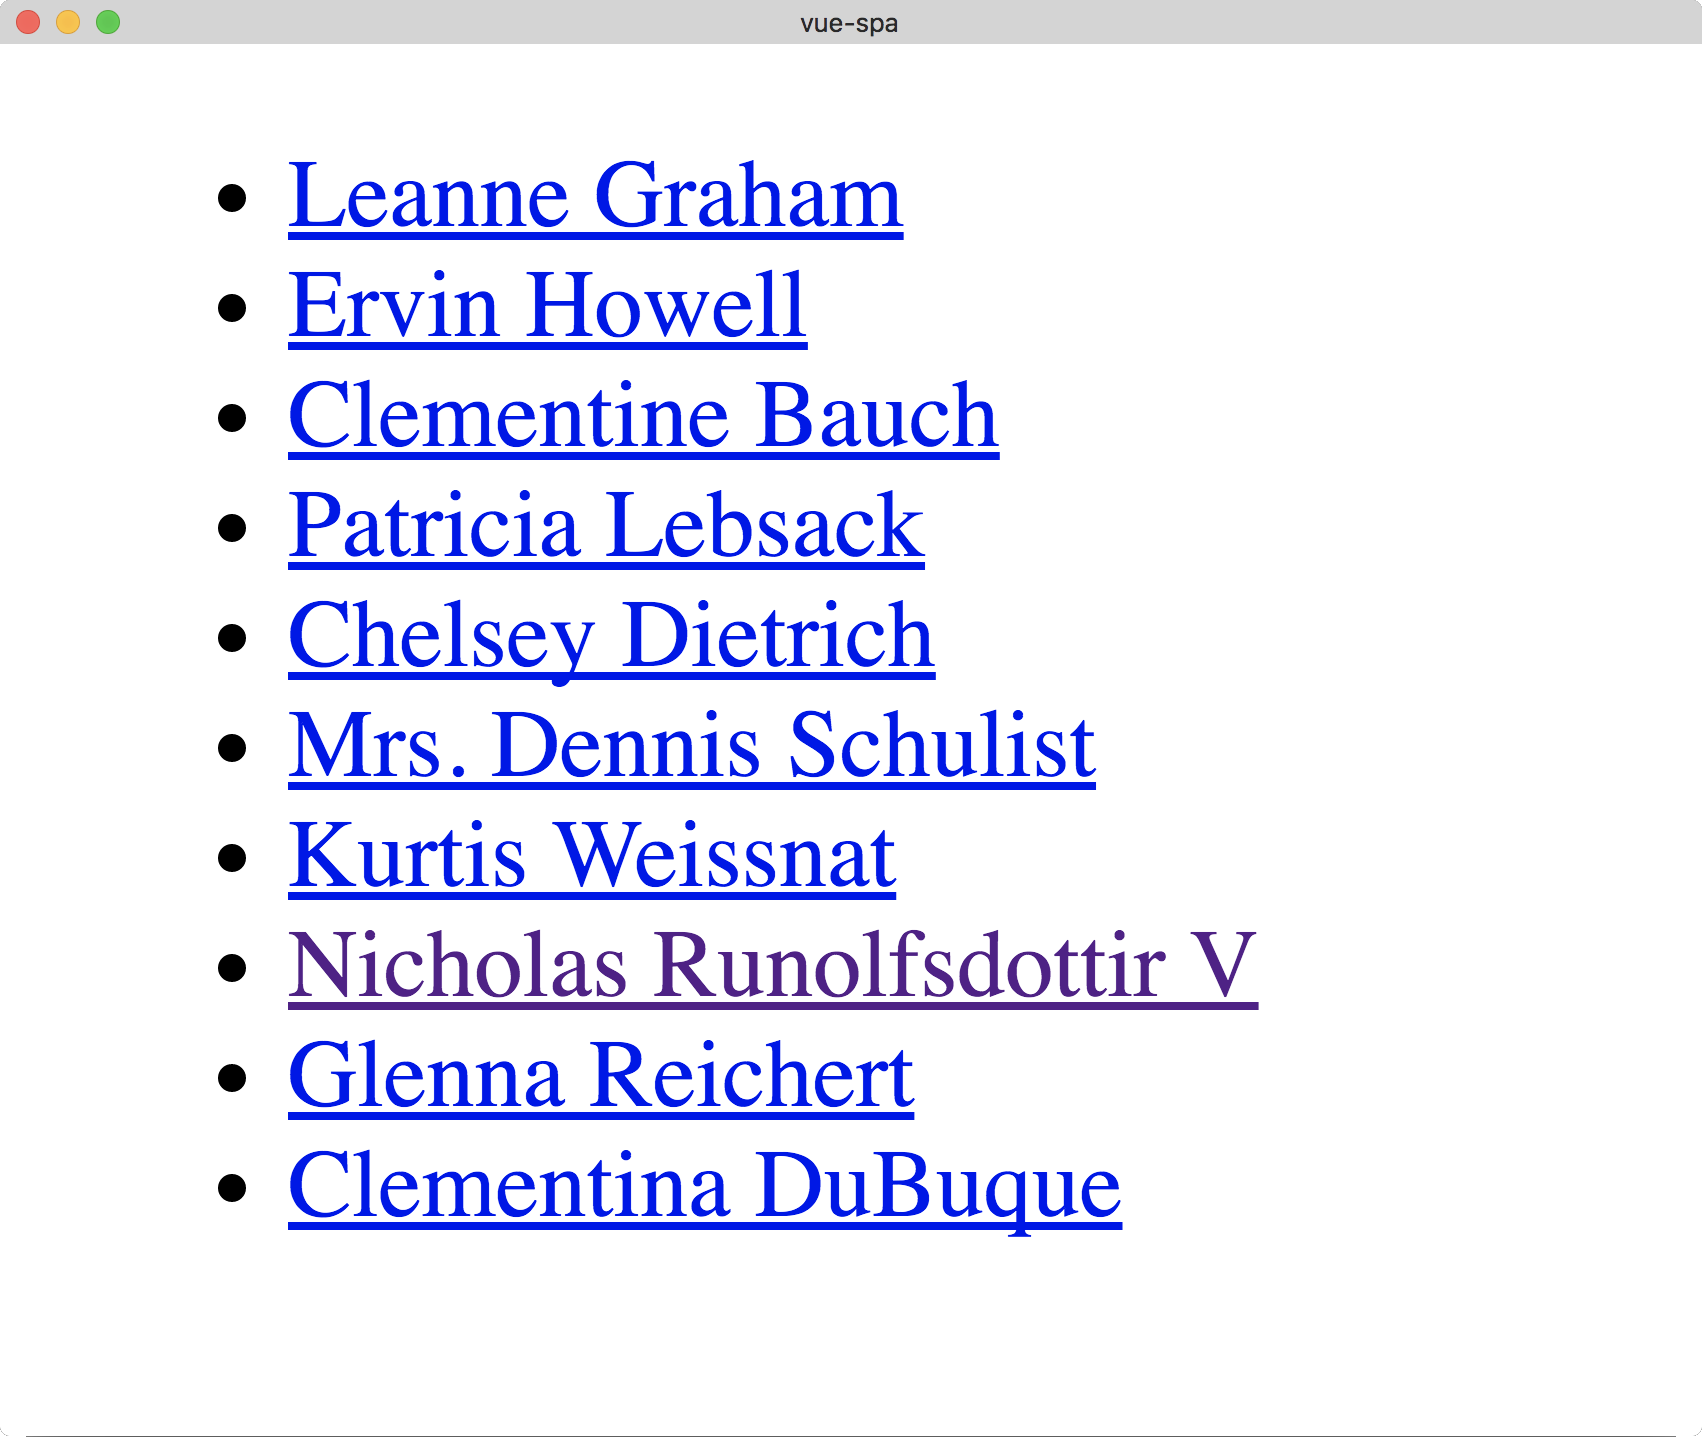 vue-spa
Leanne Graham
Ervin Howell
Clementine Bauch
Patricia Lebsack
Chelsey Dietrich
Mrs. Dennis Schulist
Kurtis Weissnat
Nicholas Runolfsdottir V
Glenna Reichert
Clementina DuBuque